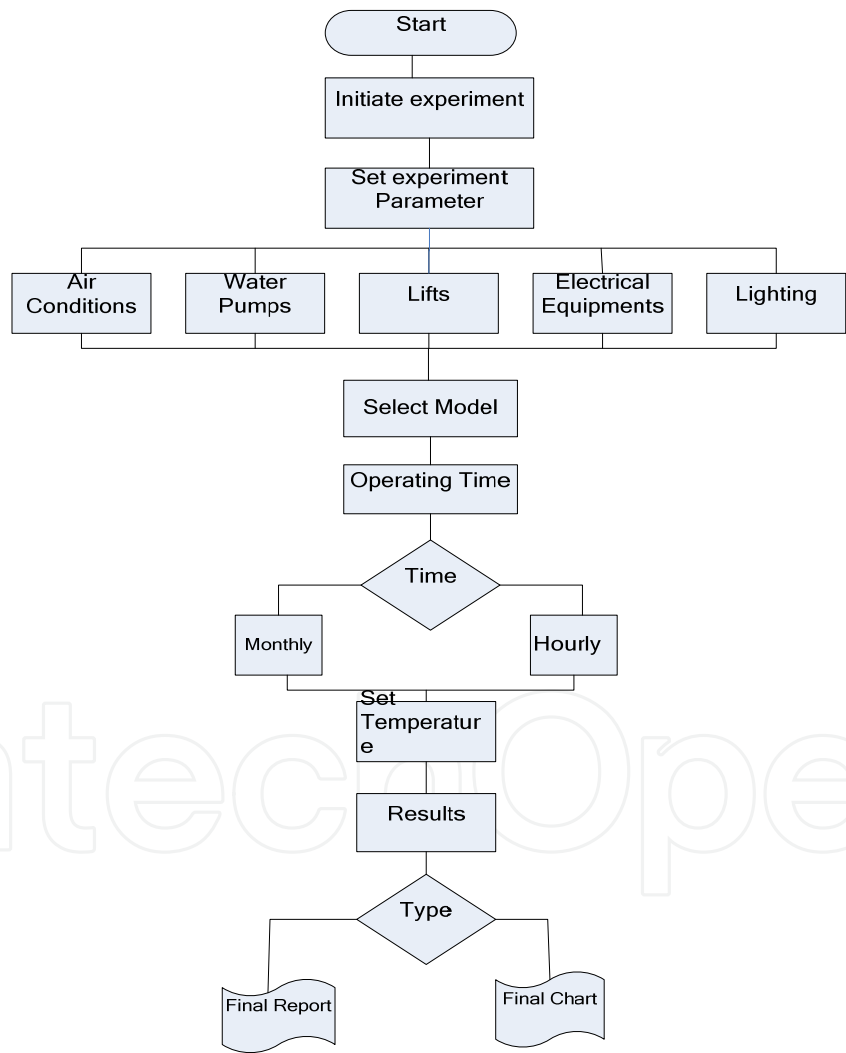 Start
Initiate experiment
Set experiment
Parameter
Air
Conditions
Water
Pumps
Lifts
Electrical
Equipments
Lighting
Select Model
Operating Time
Time
Monthly
Hourly
Set
Temperatur
e
Results
Type
Final Report
Final Chart
ntechOpe